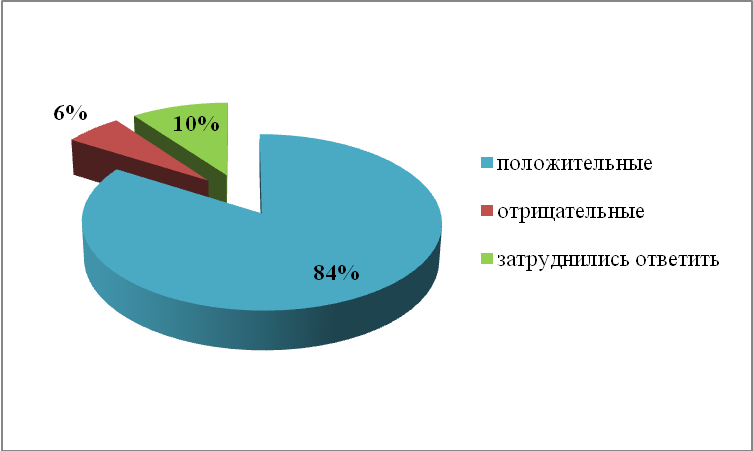 6%
10%
84%
положительные
отрицательные
затруднились ответить